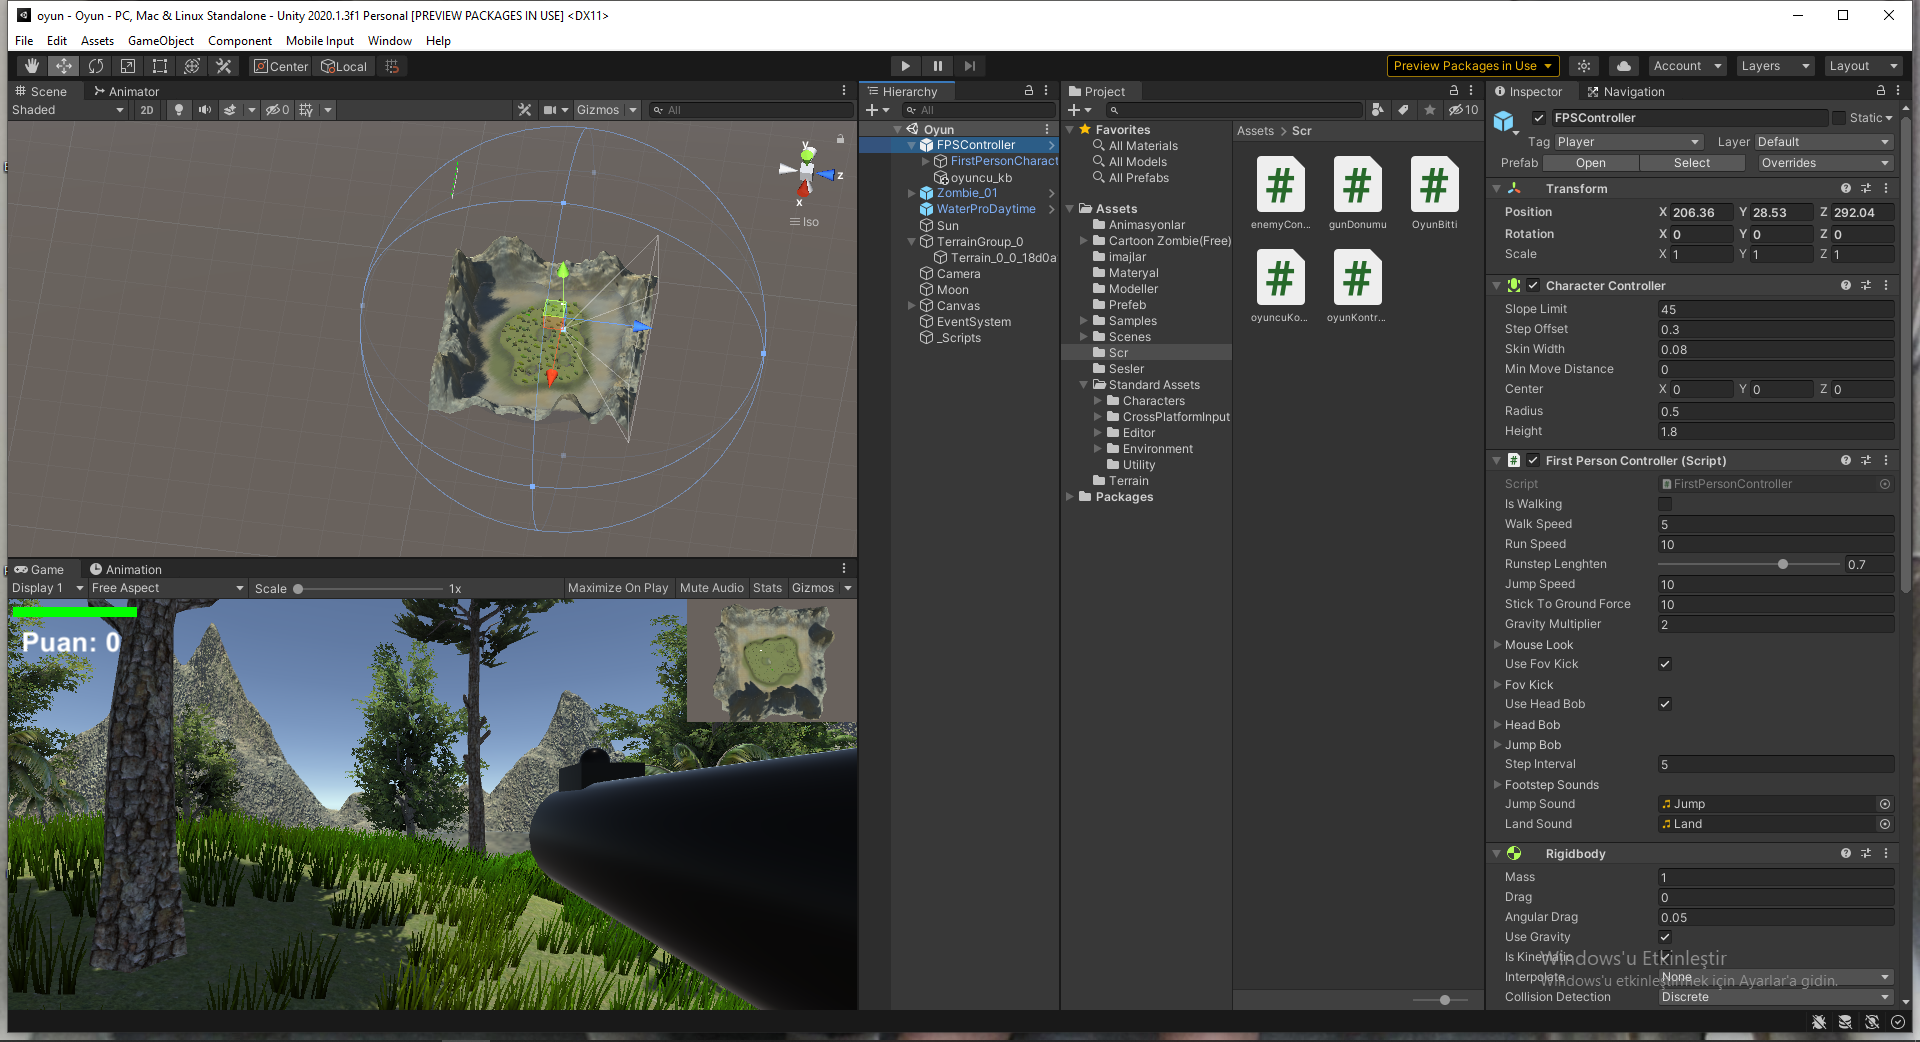 oyun - Oyun - PC, Mac & Linux Standalone - Unity 2020.1.3f1 Personal [PREVIEW PACKAGES IN USE] <DX11>
File Edit Assets GameObject Component Mobile Input Window Help
Center Local
Preview Packages in Use Account Layers Layout
Scene Animator
Shaded 2D 0 Gizmos All
y
z
x
Iso
Game Animation
Display 1 Free Aspect Scale 1x Maximize On Play Mute Audio Stats Gizmos
Puan: 0
Hierarchy
All
Oyun
FPSController
FirstPersonCharact
oyuncu_kb
Zombie_01
WaterProDaytime
Sun
TerrainGroup_0
Terrain_0_0_18d0a
Camera
Moon
Canvas
EventSystem
_Scripts
Project
10
Favorites
All Materials
All Models
All Prefabs
Assets
Animasyonlar
Cartoon Zombie(Free)
imajlar
Materyal
Modeller
Prefeb
Samples
Scenes
Scr
Sesler
Standard Assets
Characters
CrossPlatformInput
Editor
Environment
Utility
Terrain
Packages
Assets > Scr
# # #
enemyCon... gunDonumu OyunBitti
# #
oyuncuKo... oyunKontr...
Inspector Navigation
FPSController Static
Tag Player Layer Default
Prefab Open Select Overrides
Transform
Position X 206.36 Y 28.53 Z 292.04
Rotation X 0 Y 0 Z 0
Scale X 1 Y 1 Z 1
Character Controller
Slope Limit 45
Step Offset 0.3
Skin Width 0.08
Min Move Distance 0
Center X 0 Y 0 Z 0
Radius 0.5
Height 1.8
First Person Controller (Script)
Script FirstPersonController
Is Walking
Walk Speed 5
Run Speed 10
Runstep Lenghten 0.7
Jump Speed 10
Stick To Ground Force 10
Gravity Multiplier 2
Mouse Look
Use Fov Kick
Fov Kick
Use Head Bob
Head Bob
Jump Bob
Step Interval 5
Footstep Sounds
Jump Sound Jump
Land Sound Land
Rigidbody
Mass 1
Drag 0
Angular Drag 0.05
Use Gravity
Is Kinematic
Windows'u Etkinleştir
Interpolate None
Windows'u etkinleştirmek için Ayarlar'a gidin.
Collision Detection Discrete